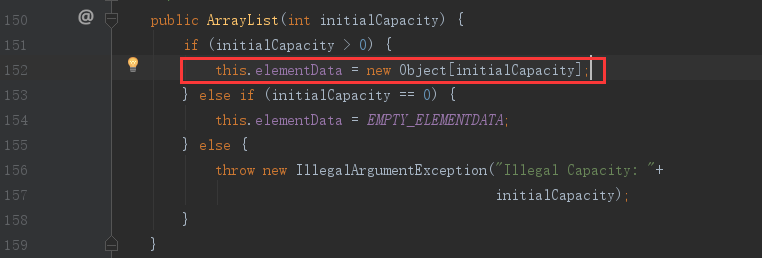 150 @ public ArrayList(int initialCapacity) {
151 if (initialCapacity > 0) {
152 this.elementData = new Object[initialCapacity];
153 } else if (initialCapacity == 0) {
154 this.elementData = EMPTY_ELEMENTDATA;
155 } else {
156 throw new IllegalArgumentException("Illegal Capacity: "+
157 initialCapacity);
158 }
159 }